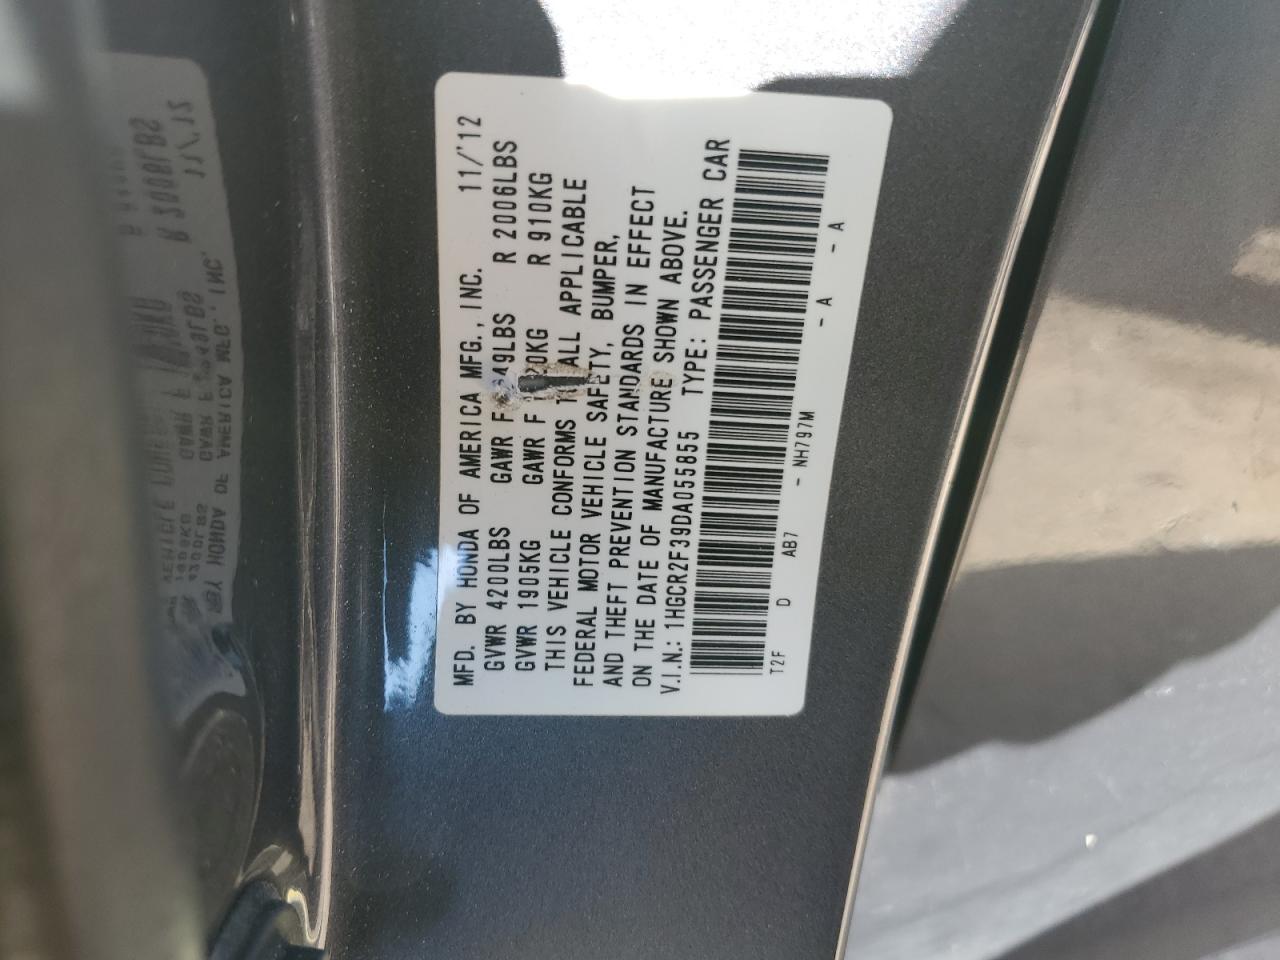 MFD. BY HONDA OF AMERICA MFG., INC. 11/'12
GVWR 4200LBS GAWR F 49LBS R 2006LBS
GVWR 1905KG GAWR F 0KG R 910KG
THIS VEHICLE CONFORMS ALL APPLICABLE
FEDERAL MOTOR VEHICLE SAFETY, BUMPER,
AND THEFT PREVENTION STANDARDS IN EFFECT
ON THE DATE OF MANUFACTURE SHOWN ABOVE.
V.I.N.: 1HGCR2F39DA055855 TYPE: PASSENGER CAR
T2F D AB7 - NH797M - A - A